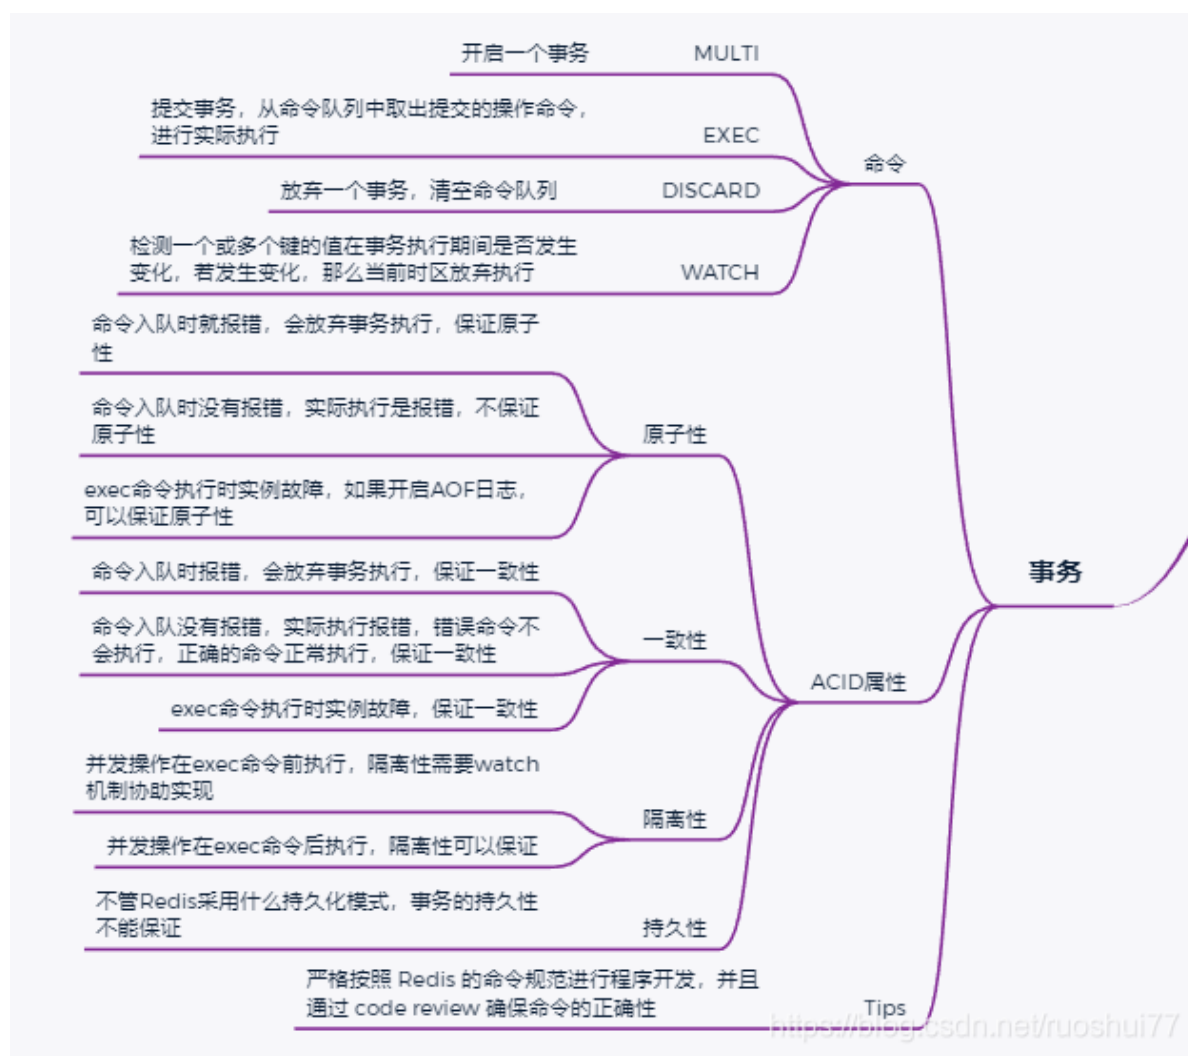 开启一个事务
MULTI
提交事务，从命令队列中取出提交的操作命令，
进行实际执行
EXEC
命令
放弃一个事务，清空命令队列
DISCARD
检测一个或多个键的值在事务执行期间是否发生
变化，若发生变化，那么当前时区放弃执行
WATCH
命令入队时就报错，会放弃事务执行，保证原子
性
命令入队时没有报错，实际执行是报错，不保证
原子性
原子性
exec命令执行时实例故障，如果开启AOF日志，
可以保证原子性
命令入队时报错，会放弃事务执行，保证一致性
事务
命令入队没有报错，实际执行报错，错误命令不
会执行，正确的命令正常执行，保证一致性
一致性
ACID属性
exec命令执行时实例故障，保证一致性
并发操作在exec命令前执行，隔离性需要watch
机制协助实现
隔离性
并发操作在exec命令后执行，隔离性可以保证
不管Redis采用什么持久化模式，事务的持久性
不能保证
持久性
严格按照 Redis 的命令规范进行程序开发，并且
通过 code review 确保命令的正确性
Tips
https://blog.csdn.net/ruoshui77